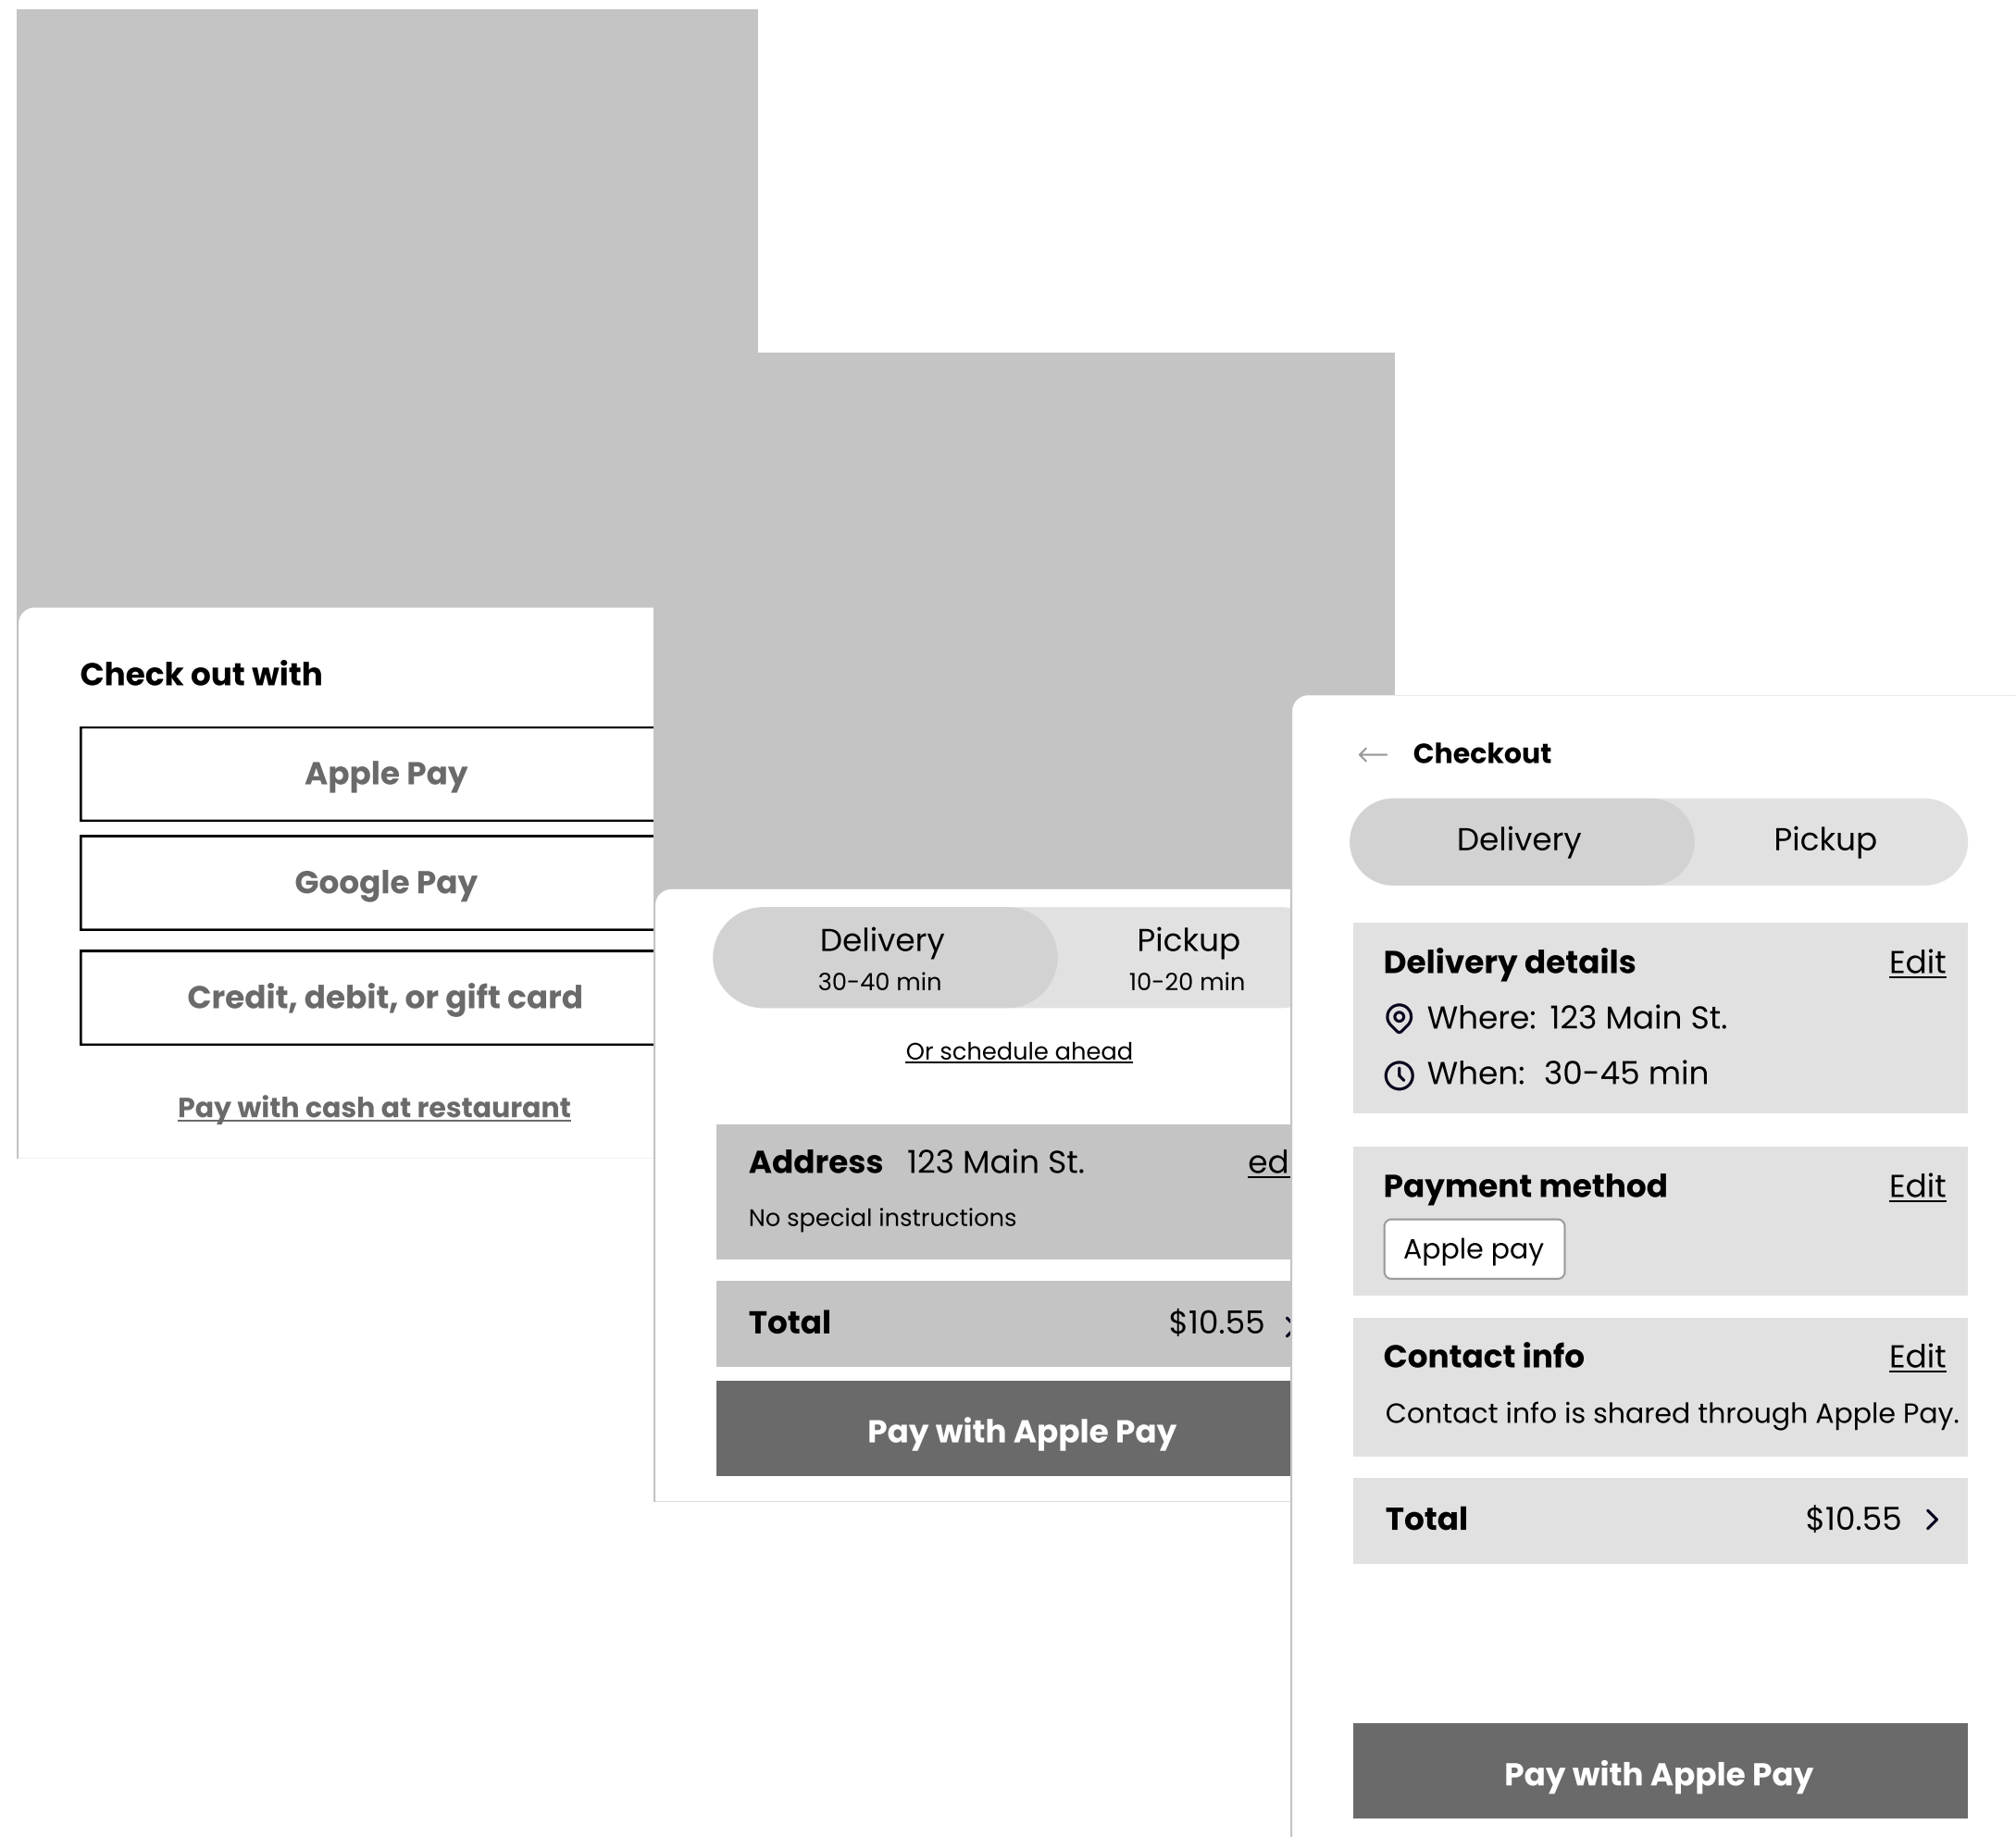 Check out with
Apple Pay
Google Pay
Credit, debit, or gift card
Pay with cash at restaurant
Delivery
30-40 min
Pickup
10-20 min
Or schedule ahead
Address 123 Main St. ed
No special instructions
Total $10.55
Pay with Apple Pay
Checkout
Delivery
Pickup
Delivery details Edit
Where: 123 Main St.
When: 30-45 min
Payment method Edit
Apple pay
Contact info Edit
Contact info is shared through Apple Pay.
Total $10.55
Pay with Apple Pay